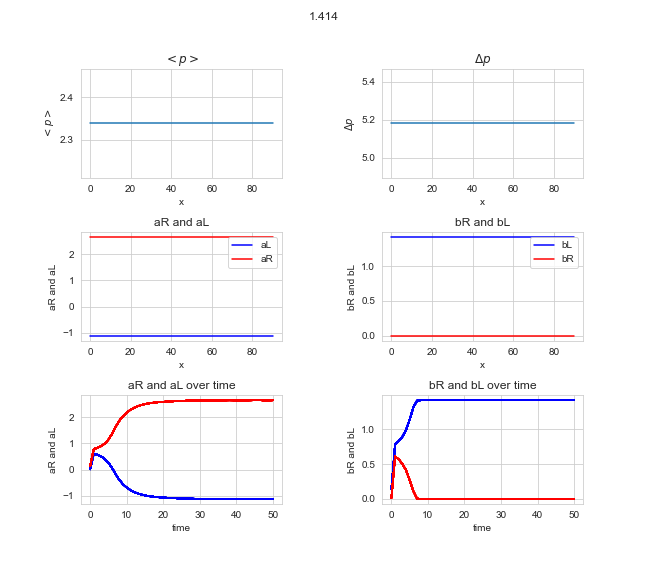 1.414
< p >
Δp
< p >
2.4
2.3
0 20 40 60 80
x
Δp
5.4
5.2
5.0
0 20 40 60 80
x
aR and aL
bR and bL
aR and aL
2
1
0
−1
aL
aR
0 20 40 60 80
x
bR and bL
1.0
0.5
0.0
bL
bR
0 20 40 60 80
x
aR and aL over time
bR and bL over time
aR and aL
2
1
0
−1
0 10 20 30 40 50
time
bR and bL
1.0
0.5
0.0
0 10 20 30 40 50
time